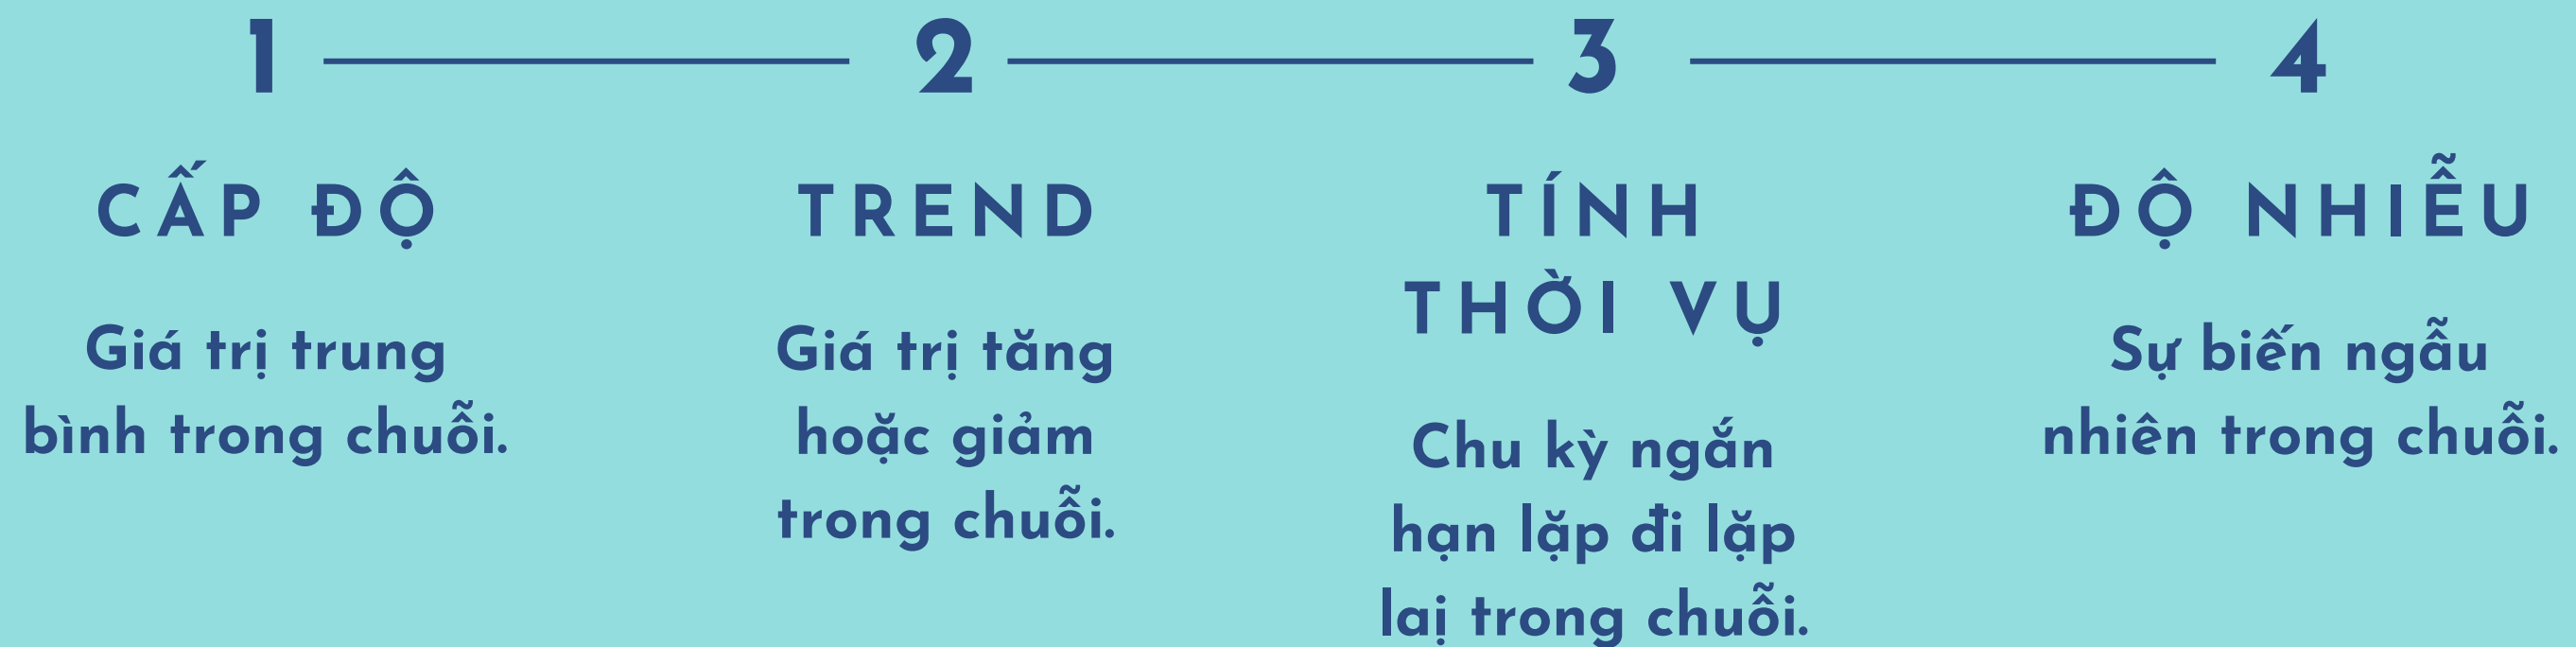 1
CẤP ĐỘ
Giá trị trung
bình trong chuỗi.
2
TREND
Giá trị tăng
hoặc giảm
trong chuỗi.
3
TÍNH
THỜI VỤ
Chu kỳ ngắn
hạn lặp đi lặp
lại trong chuỗi.
4
ĐỘ NHIỄU
Sự biến ngẫu
nhiên trong chuỗi.